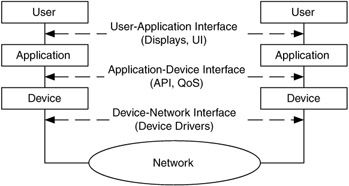 User
User
User-Application Interface
(Displays, UI)
Application
Application
Application-Device Interface
(API, QoS)
Device
Device
Device-Network Interface
(Device Drivers)
Network